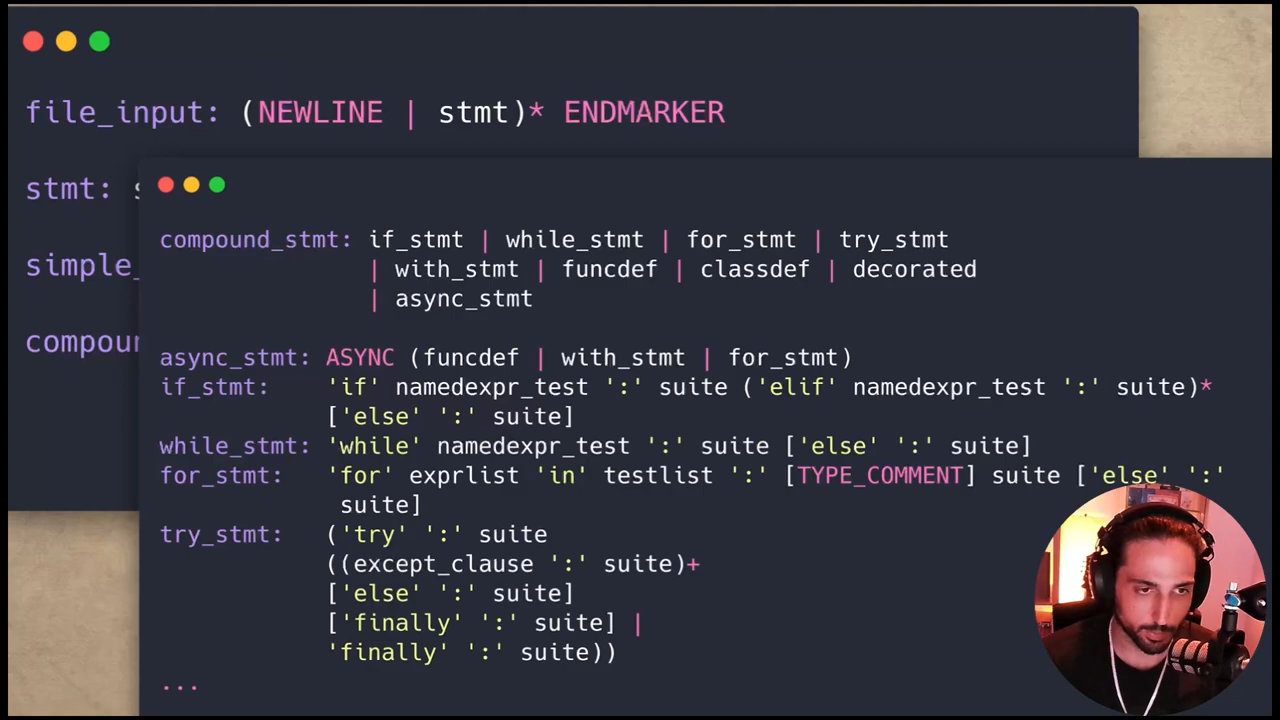 file_input: (NEWLINE | stmt)* ENDMARKER
stmt:
simple_
compound_stmt: if_stmt | while_stmt | for_stmt | try_stmt
| with_stmt | funcdef | classdef | decorated
| async_stmt
async_stmt: ASYNC (funcdef | with_stmt | for_stmt)
if_stmt: 'if' namedexpr_test ':' suite ('elif' namedexpr_test ':' suite)*
['else' ':' suite]
while_stmt: 'while' namedexpr_test ':' suite ['else' ':' suite]
for_stmt: 'for' exprlist 'in' testlist ':' [TYPE_COMMENT] suite ['else' ':'
suite]
try_stmt: ('try' ':' suite
((except_clause ':' suite)+
['else' ':' suite]
['finally' ':' suite] |
'finally' ':' suite))
...